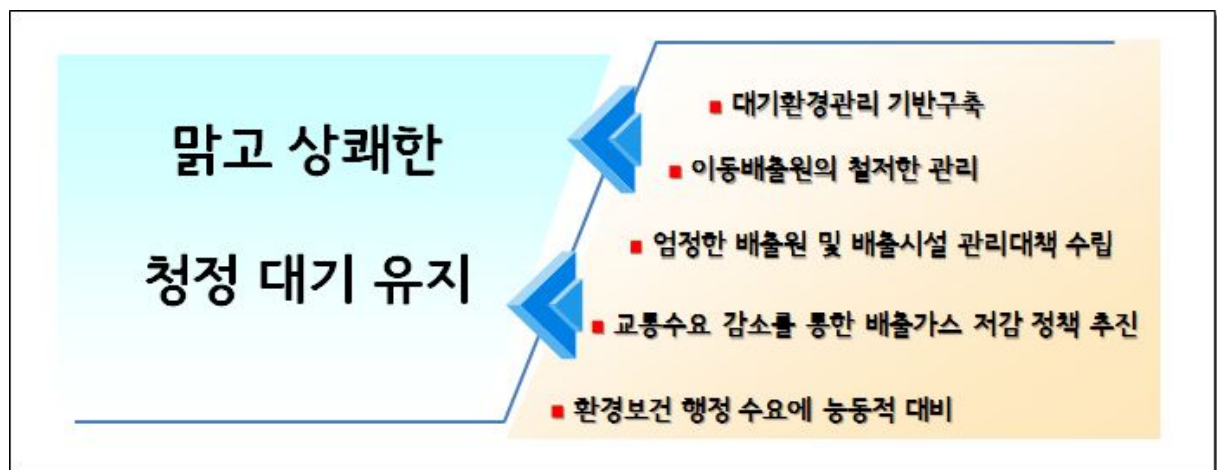 맑고 상쾌한
청정 대기 유지
■ 대기환경관리 기반구축
■ 이동배출원의 철저한 관리
■ 엄정한 배출원 및 배출시설 관리대책 수립
■ 교통수요 감소를 통한 배출가스 저감 정책 추진
■ 환경보건 행정 수요에 능동적 대비